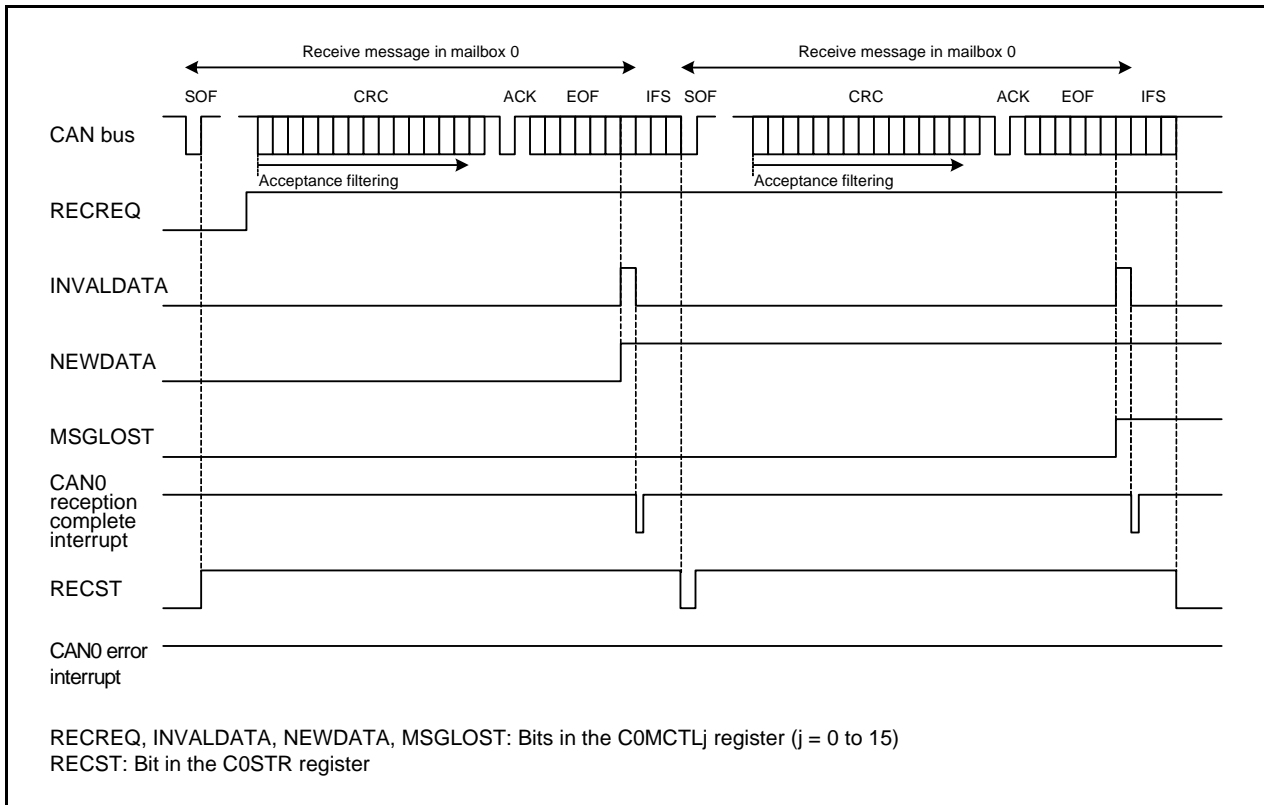 Receive message in mailbox 0 Receive message in mailbox 0
SOF CRC ACK EOF IFS SOF CRC ACK EOF IFS
CAN bus
Acceptance filtering Acceptance filtering
RECREQ
INVALDATA
NEWDATA
MSGLOST
CAN0
reception
complete
interrupt
RECST
CAN0 error
interrupt
RECREQ, INVALDATA, NEWDATA, MSGLOST: Bits in the C0MCTLj register (j = 0 to 15)
RECST: Bit in the C0STR register